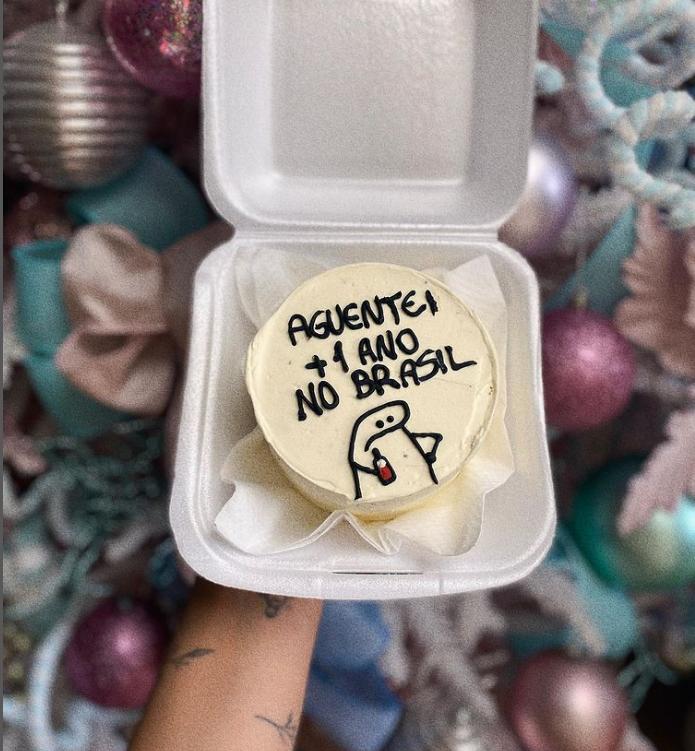 AGUENTEI
+1 ANO
NO BRASIL